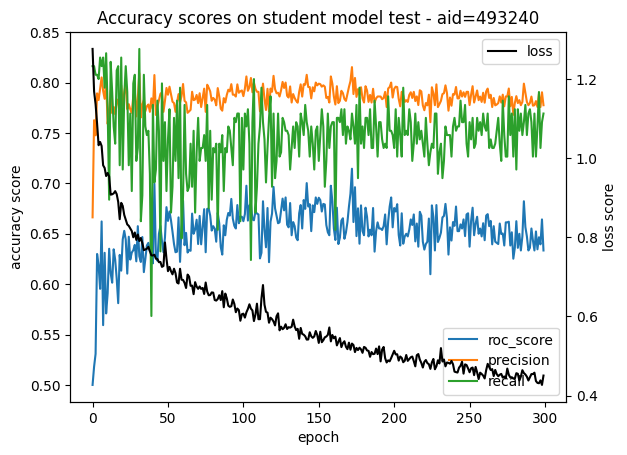 Accuracy scores on student model test - aid=493240
loss
accuracy score
0.85
0.80
0.75
0.70
0.65
0.60
0.55
0.50
1.2
1.0
0.8
0.6
0.4
loss score
roc_score
precision
recall
0
50
100
150
200
250
300
epoch